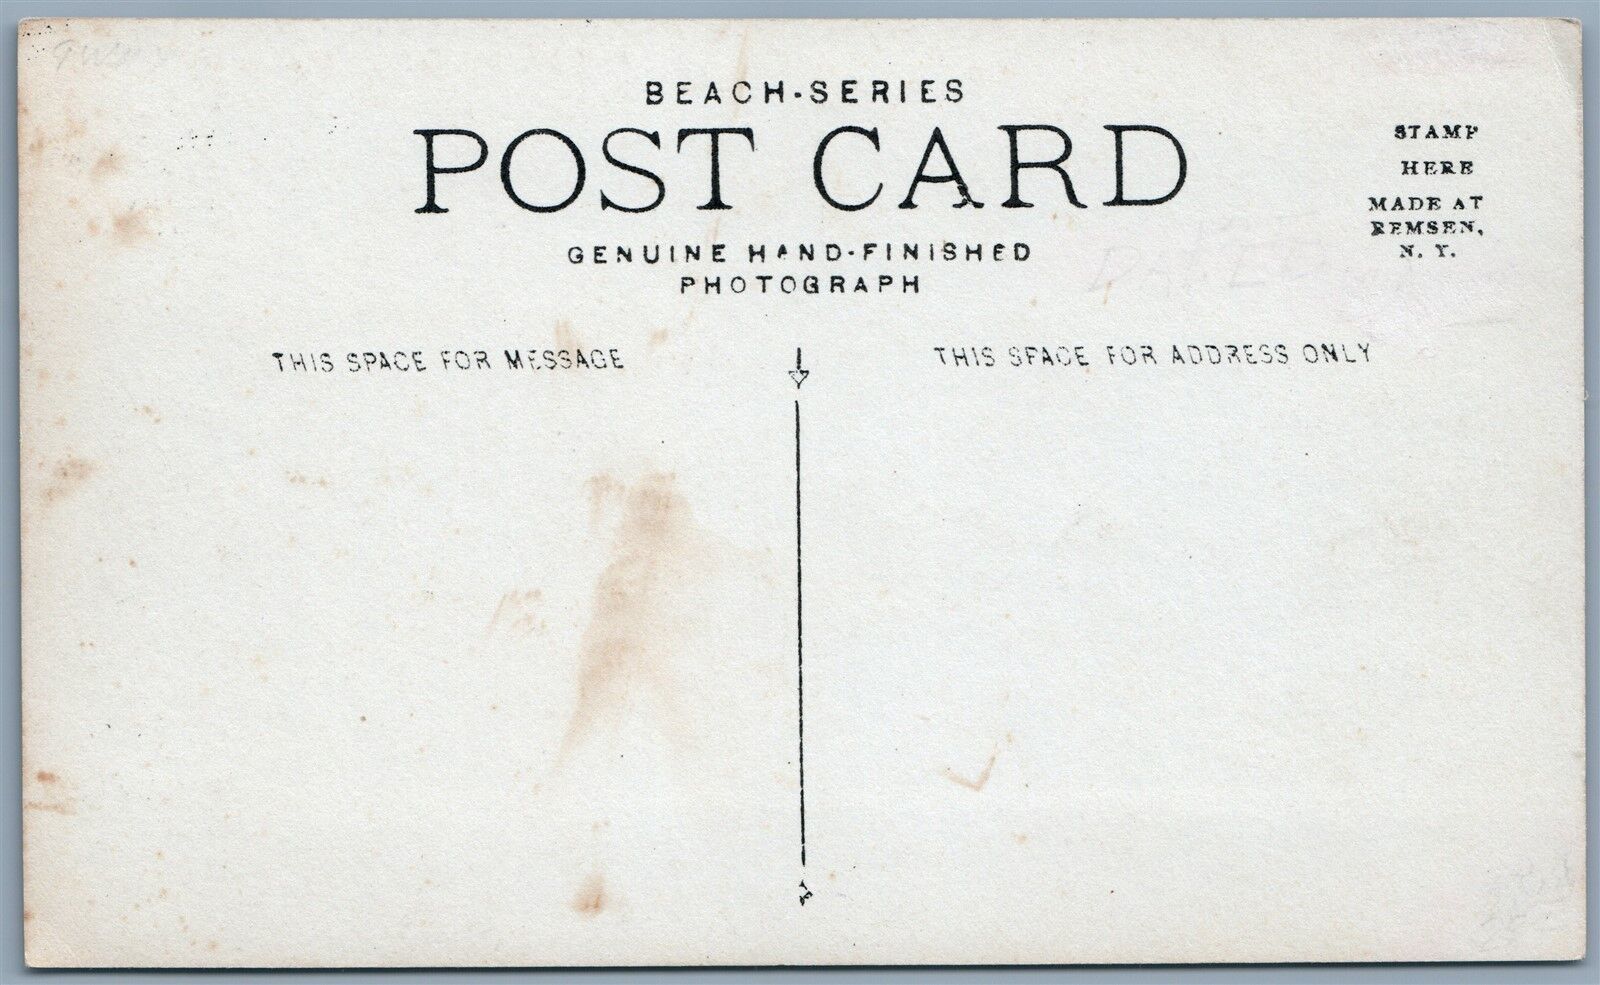 BEACH-SERIES
POST CARD
GENUINE HAND-FINISHED
PHOTOGRAPH
STAMP
HERE
MADE AT
REMSEN,
N. Y.
THIS SPACE FOR MESSAGE
THIS SPACE FOR ADDRESS ONLY